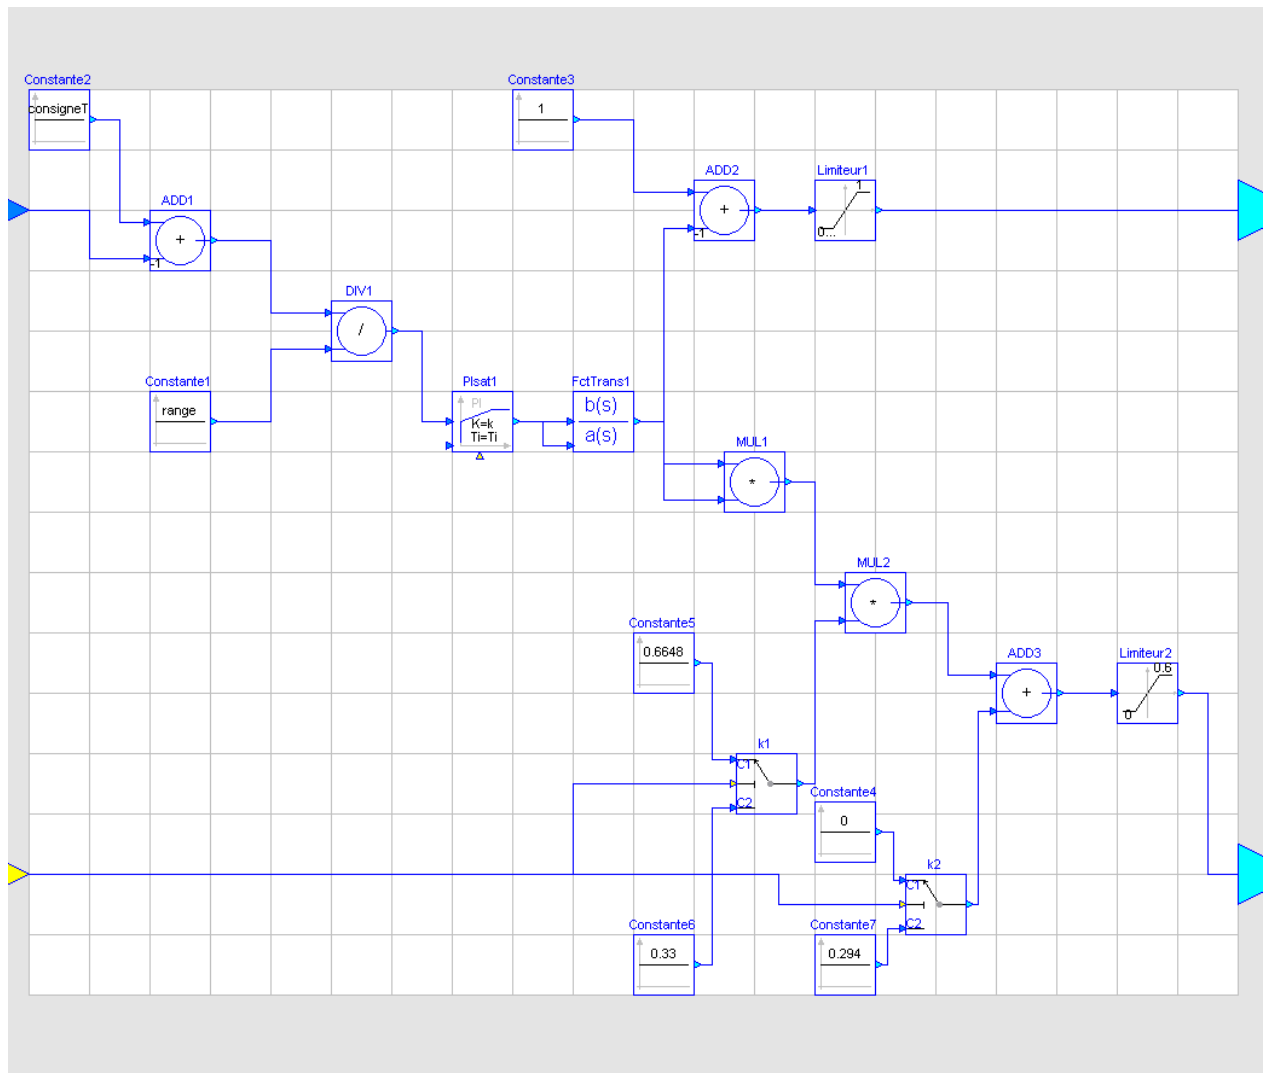 Constante2
Constante3
consigneT
1
ADD2
Limiteur1
1
ADD1
+
+
-1
0...
-1
DIV1
/
Constante1
PIsat1
FctTrans1
range
PI
b(s)
K=k
Ti=Ti
a(s)
MUL1
*
MUL2
*
Constante5
0.6648
ADD3
Limiteur2
0.6
+
0
k1
C1
Constante4
C2
0
k2
C1
Constante6
Constante7
C2
0.33
0.294